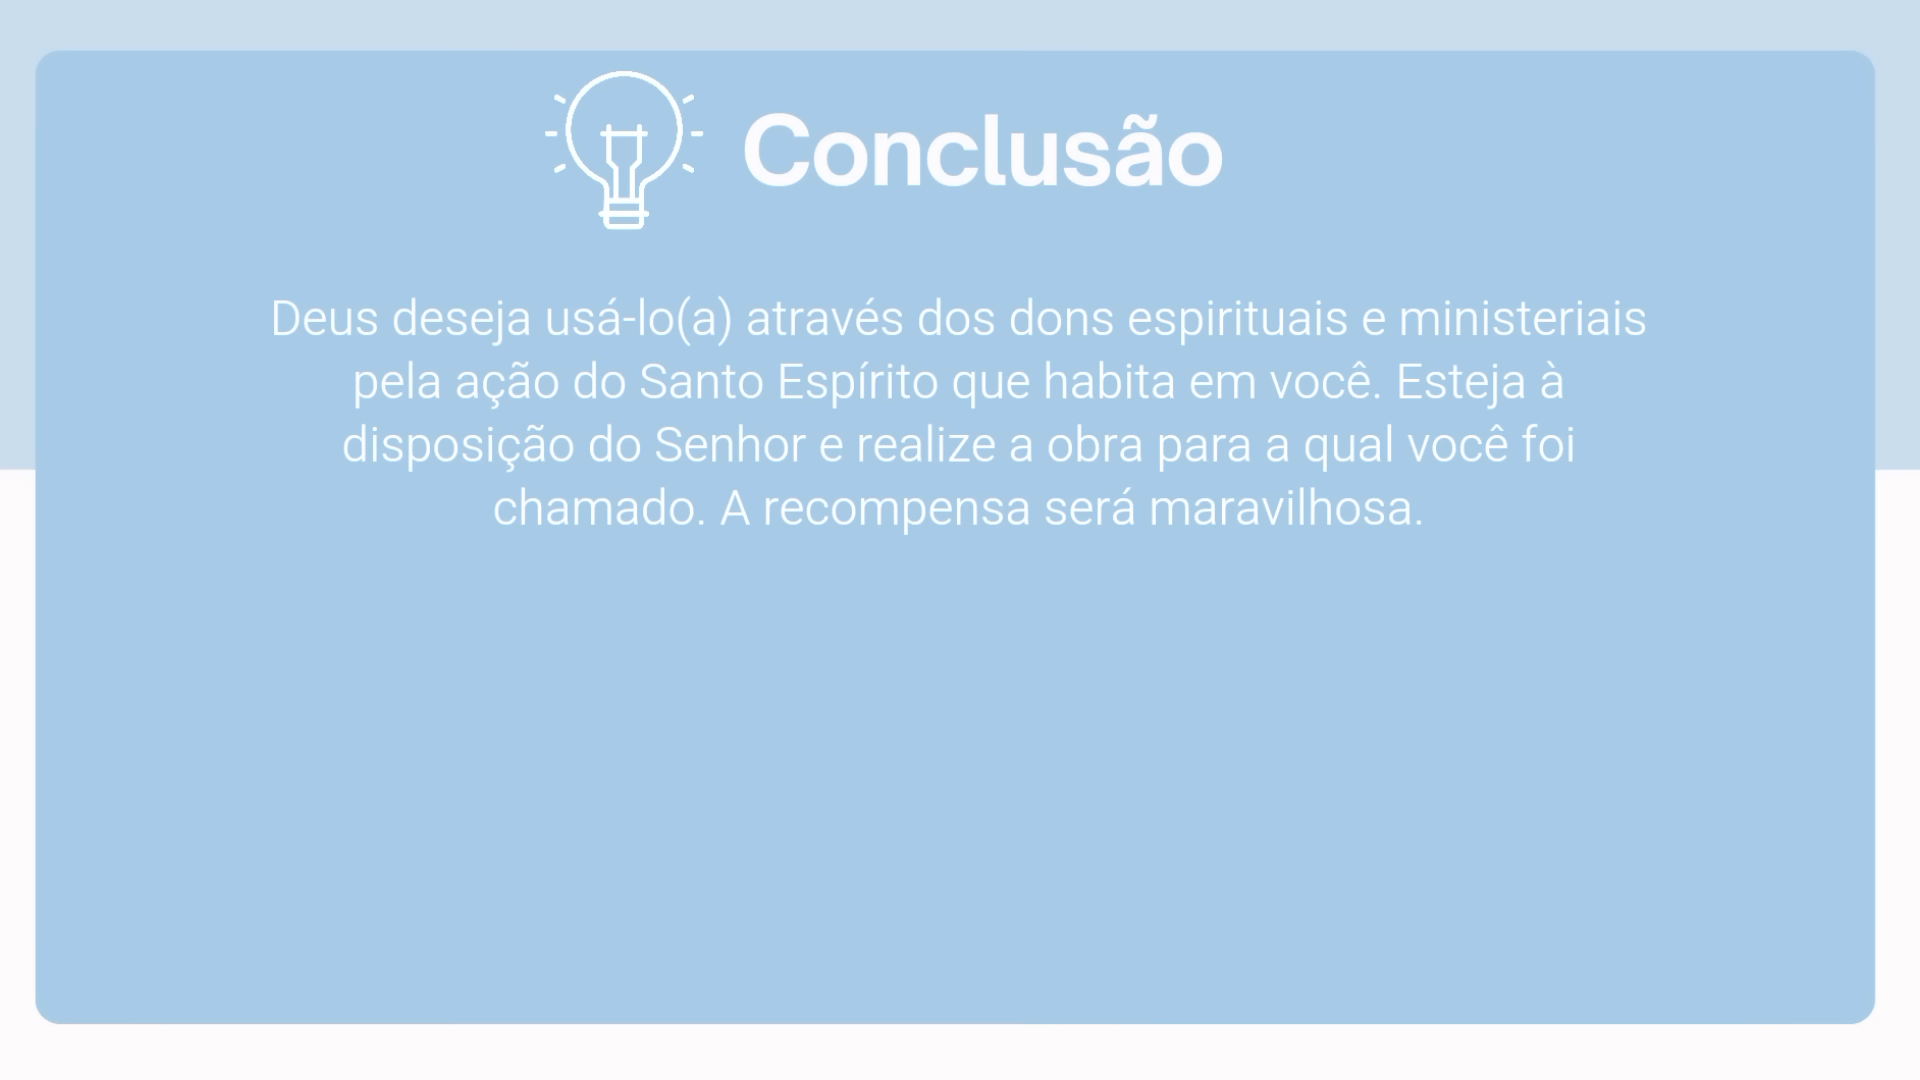 Conclusão
Deus deseja usá-lo(a) através dos dons espirituais e ministeriais
pela ação do Santo Espírito que habita em você. Esteja à
disposição do Senhor e realize a obra para a qual você foi
chamado. A recompensa será maravilhosa.